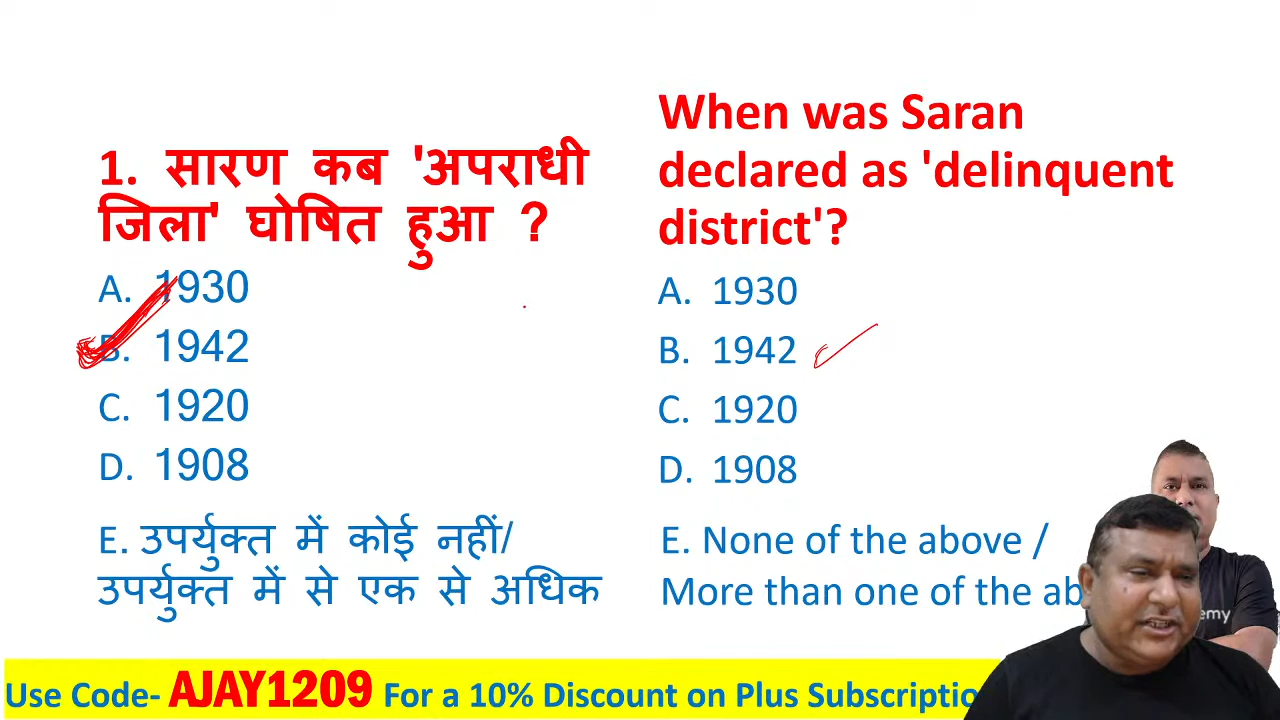 1. सारण कब 'अपराधी
जिला' घोषित हुआ ?
A. 1930
B. 1942
C. 1920
D. 1908
E. उपर्युक्त में कोई नहीं/
उपर्युक्त में से एक से अधिक
When was Saran
declared as 'delinquent
district'?
A. 1930
B. 1942
C. 1920
D. 1908
E. None of the above /
More than one of the
Use Code- AJAY1209 For a 10% Discount on Plus